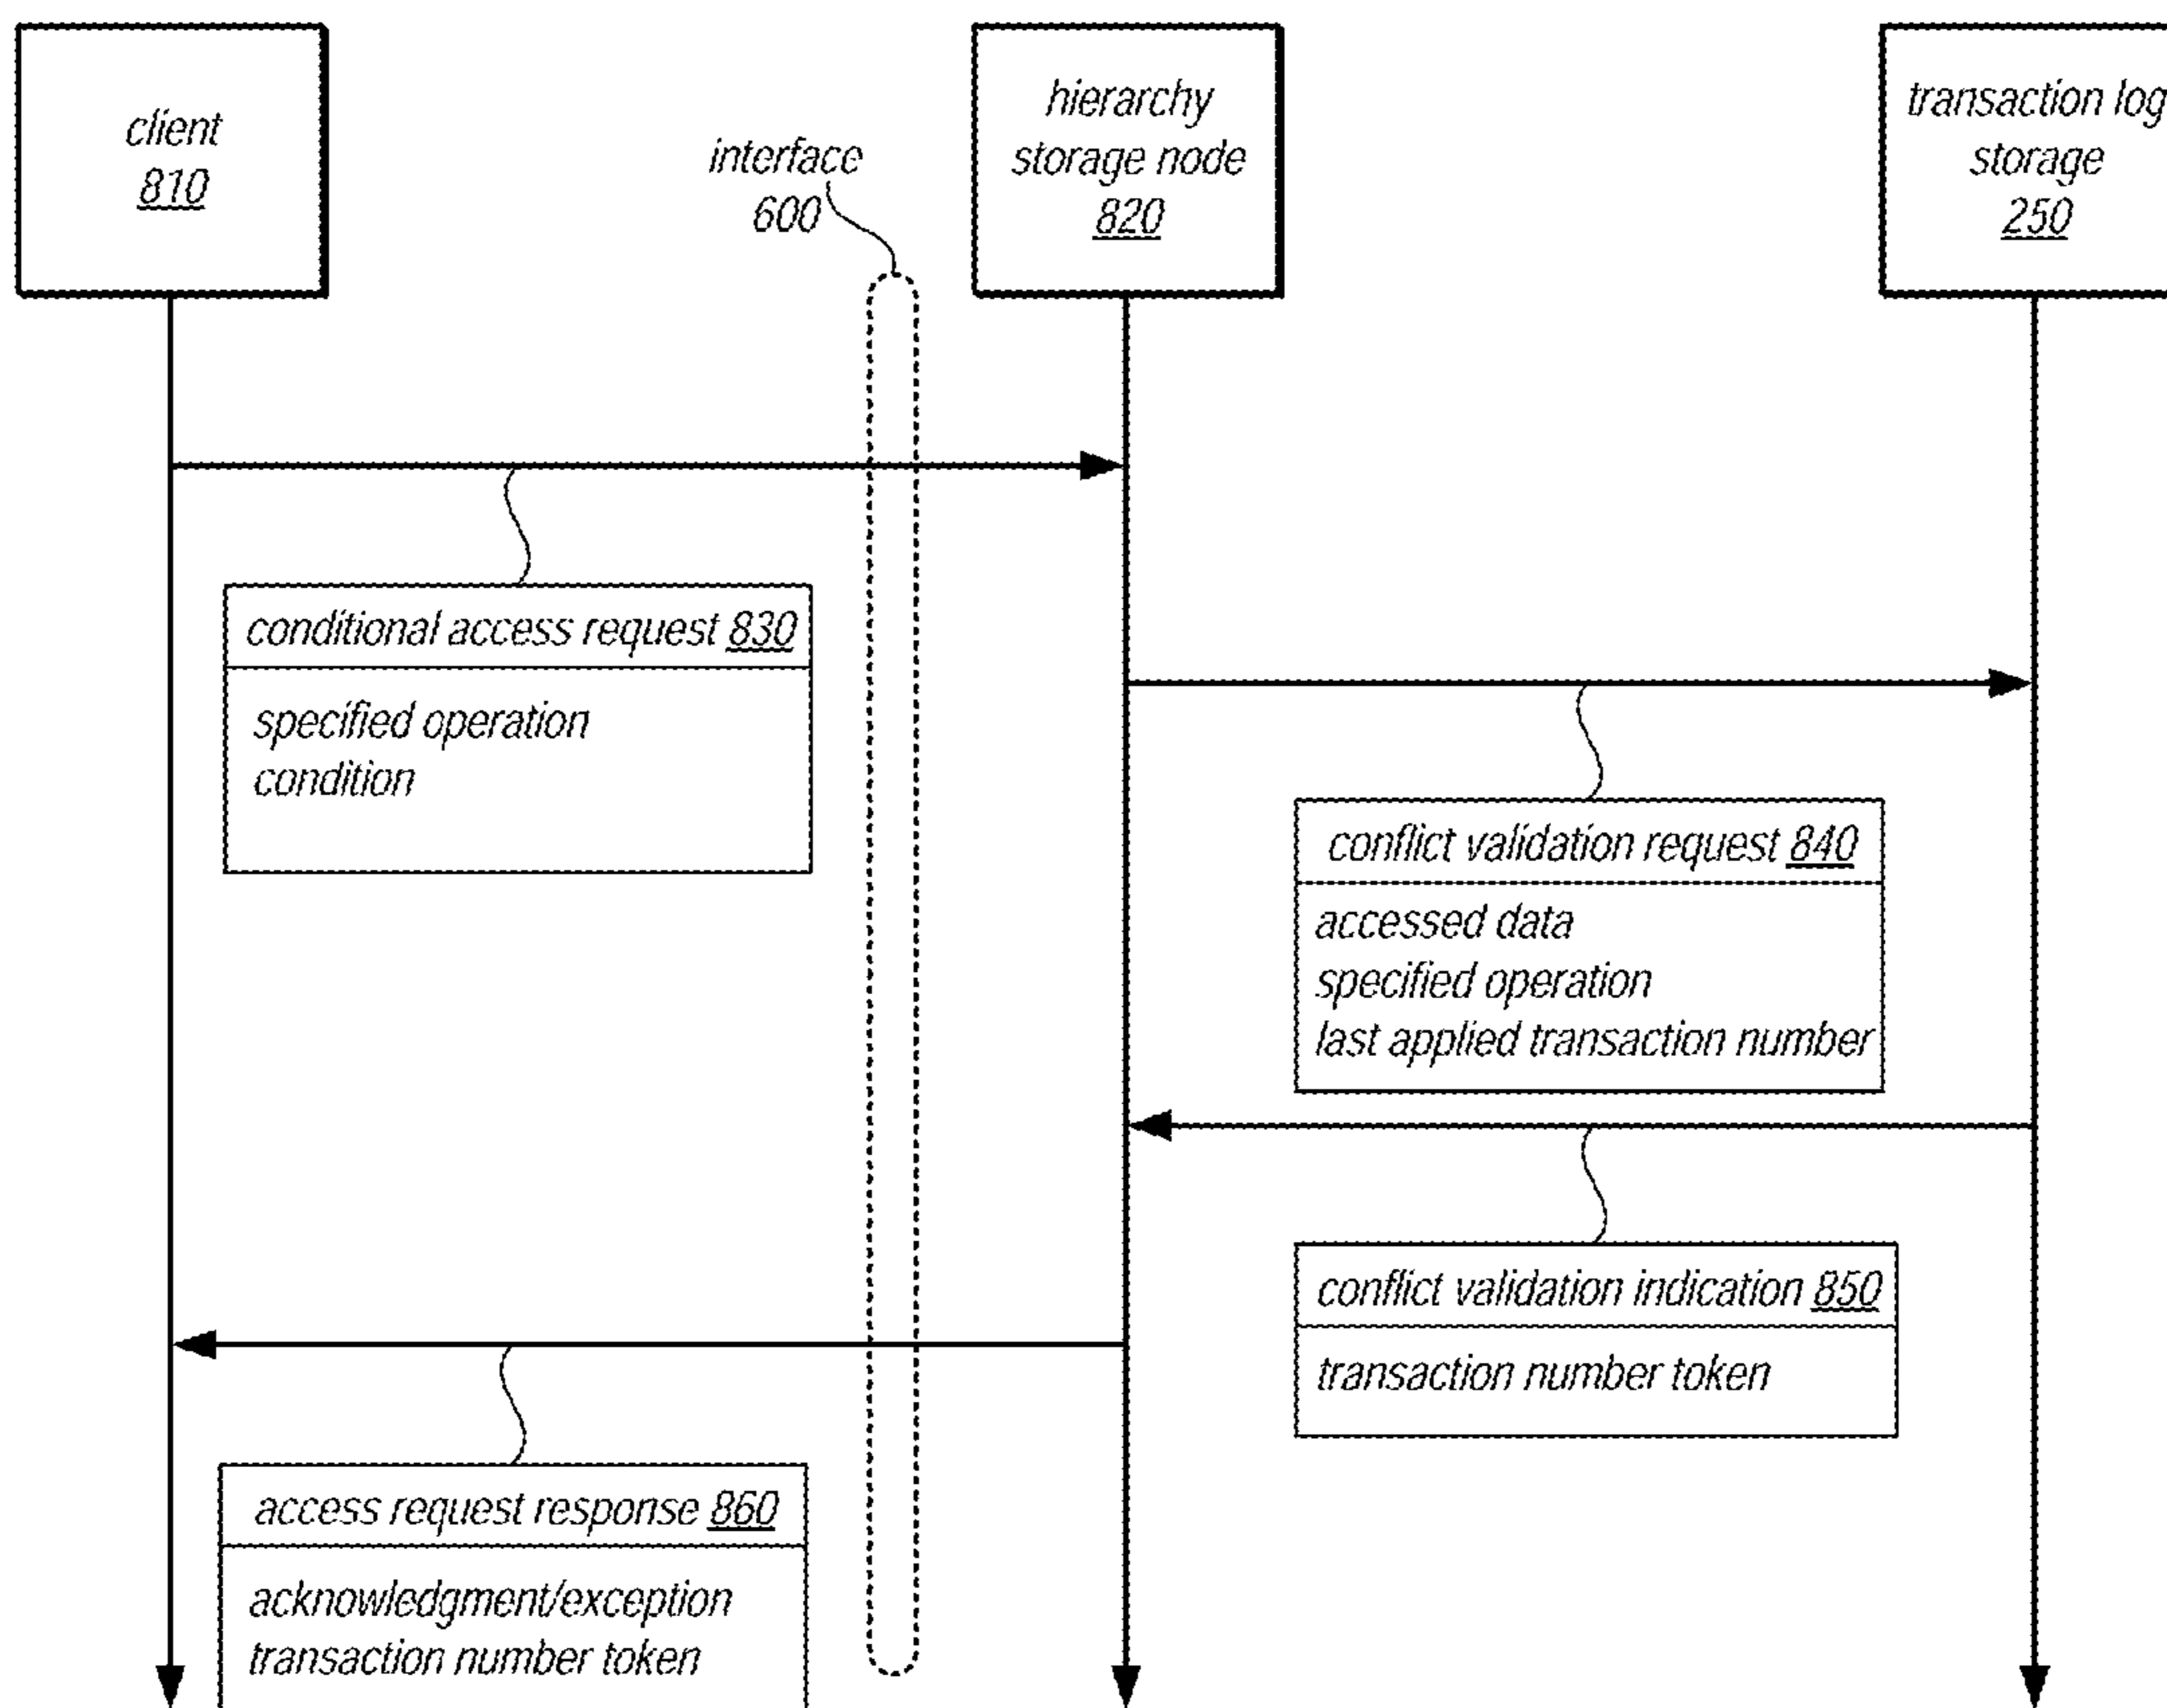 client
810
interface
600
hierarchy
storage node
820
transaction log
storage
250
conditional access request 830
specified operation
condition
conflict validation request 840
accessed data
specified operation
last applied transaction number
conflict validation indication 850
transaction number token
access request response 860
acknowledgment/exception
transaction number token